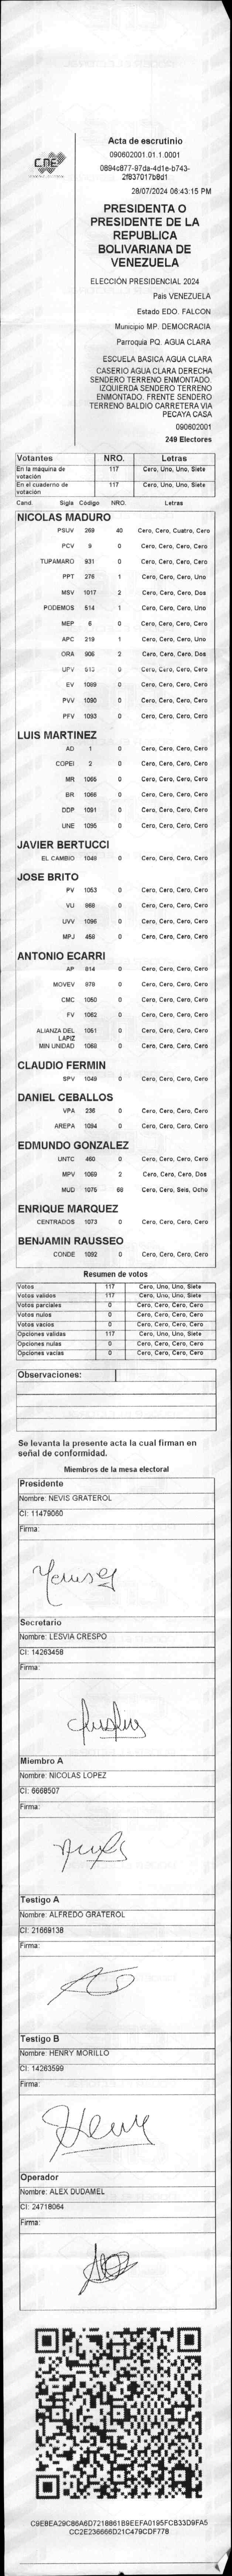 CNE
Acta de escrutinio
090602001.01.1.0001
0894c877-97da-4d1e-b743-
2f837017b8d1
28/07/2024 06:43:15 PM
PRESIDENTA O
PRESIDENTE DE LA
REPUBLICA
BOLIVARIANA DE
VENEZUELA
ELECCIÓN PRESIDENCIAL 2024
Pais VENEZUELA
Estado EDO. FALCON
Municipio MP. DEMOCRACIA
Parroquia PQ. AGUA CLARA
ESCUELA BASICA AGUA CLARA
CASERIO AGUA CLARA DERECHA
SENDERO TERRENO ENMONTADO.
IZQUIERDA SENDERO TERRENO
ENMONTADO. FRENTE SENDERO
TERRENO BALDIO CARRETERA VIA
PECAYA CASA
090602001
249 Electores
Votantes NRO. Letras
En la máquina de votación 117 Cero, Uno, Uno, Siete
En el cuaderno de votación 117 Cero, Uno, Uno, Siete
Cand. Sigla Código NRO. Letras
NICOLAS MADURO
PSUV 269 40 Cero, Cero, Cuatro, Cero
PCV 9 0 Cero, Cero, Cero, Cero
TUPAMARO 931 0 Cero, Cero, Cero, Cero
PPT 276 1 Cero, Cero, Cero, Uno
MSV 1017 2 Cero, Cero, Cero, Dos
PODEMOS 514 1 Cero, Cero, Cero, Uno
MEP 6 0 Cero, Cero, Cero, Cero
APC 219 1 Cero, Cero, Cero, Uno
ORA 906 2 Cero, Cero, Cero, Dos
UPV 0 Cero, Cero, Cero, Cero
EV 1089 0 Cero, Cero, Cero, Cero
PVV 1090 0 Cero, Cero, Cero, Cero
PFV 1093 0 Cero, Cero, Cero, Cero
LUIS MARTINEZ
AD 1 0 Cero, Cero, Cero, Cero
COPEI 2 0 Cero, Cero, Cero, Cero
MR 1065 0 Cero, Cero, Cero, Cero
BR 1066 0 Cero, Cero, Cero, Cero
DDP 1091 0 Cero, Cero, Cero, Cero
UNE 1095 0 Cero, Cero, Cero, Cero
JAVIER BERTUCCI
EL CAMBIO 1048 0 Cero, Cero, Cero, Cero
JOSE BRITO
PV 1053 0 Cero, Cero, Cero, Cero
VU 968 0 Cero, Cero, Cero, Cero
UVV 1096 0 Cero, Cero, Cero, Cero
MPJ 458 0 Cero, Cero, Cero, Cero
ANTONIO ECARRI
AP 814 0 Cero, Cero, Cero, Cero
MOVEV 978 0 Cero, Cero, Cero, Cero
CMC 1050 0 Cero, Cero, Cero, Cero
FV 1052 0 Cero, Cero, Cero, Cero
ALIANZA DEL LAPIZ 1051 0 Cero, Cero, Cero, Cero
MIN UNIDAD 1058 0 Cero, Cero, Cero, Cero
CLAUDIO FERMIN
SPV 1049 0 Cero, Cero, Cero, Cero
DANIEL CEBALLOS
VPA 236 0 Cero, Cero, Cero, Cero
AREPA 1094 0 Cero, Cero, Cero, Cero
EDMUNDO GONZALEZ
UNTC 460 0 Cero, Cero, Cero, Cero
MPV 1069 2 Cero, Cero, Cero, Dos
MUD 1075 68 Cero, Cero, Seis, Ocho
ENRIQUE MARQUEZ
CENTRADOS 1073 0 Cero, Cero, Cero, Cero
BENJAMIN RAUSSEO
CONDE 1092 0 Cero, Cero, Cero, Cero
Resumen de votos
Votos 117 Cero, Uno, Uno, Siete
Votos validos 117 Cero, Uno, Uno, Siete
Votos parciales 0 Cero, Cero, Cero, Cero
Votos nulos 0 Cero, Cero, Cero, Cero
Votos vacios 0 Cero, Cero, Cero, Cero
Opciones validas 117 Cero, Uno, Uno, Siete
Opciones nulas 0 Cero, Cero, Cero, Cero
Opciones vacias 0 Cero, Cero, Cero, Cero
Observaciones:
Se levanta la presente acta la cual firman en
señal de conformidad.
Miembros de la mesa electoral
Presidente
Nombre: NEVIS GRATEROL
CI: 11479060
Firma:
Secretario
Nombre: LESVIA CRESPO
CI: 14263458
Firma:
Miembro A
Nombre: NICOLAS LOPEZ
CI: 6668507
Firma:
Testigo A
Nombre: ALFREDO GRATEROL
CI: 21669138
Firma:
Testigo B
Nombre: HENRY MORILLO
CI: 14263599
Firma:
Henry
Operador
Nombre: ALEX DUDAMEL
CI: 24718064
Firma:
C9E8EA29C86A6D7218861B9EEFA0195FCB33D9FA5
CC2E236666D21C479CDF778